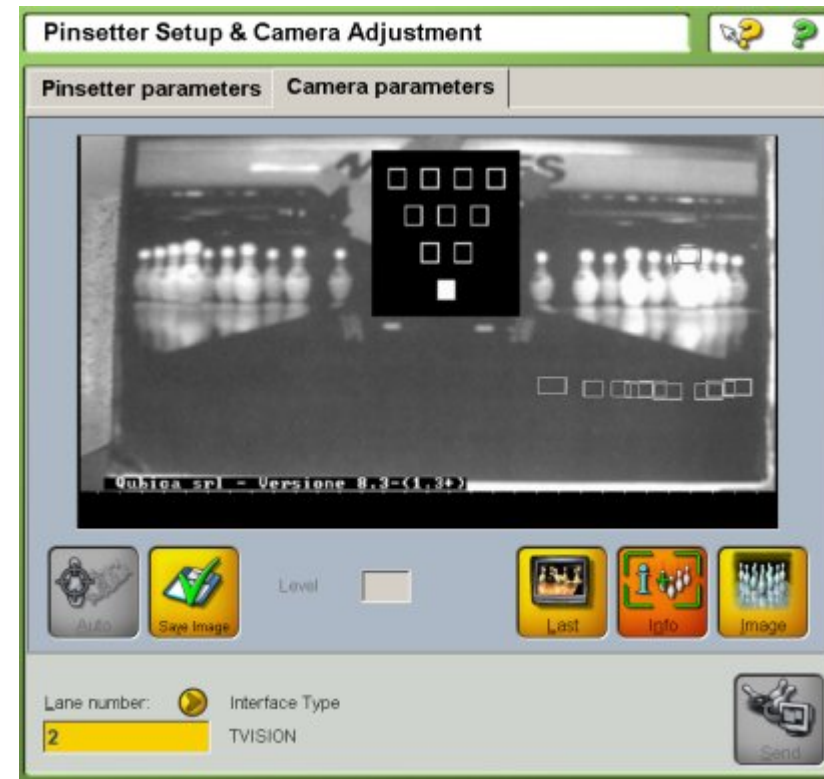 Pinsetter Setup & Camera Adjustment
Pinsetter parameters
Camera parameters
Qubica srl - Versione 8.3-(1.3+)
Auto
Save Image
Level
Last
Info
Image
Lane number:
Interface Type
2
TVISION
Send